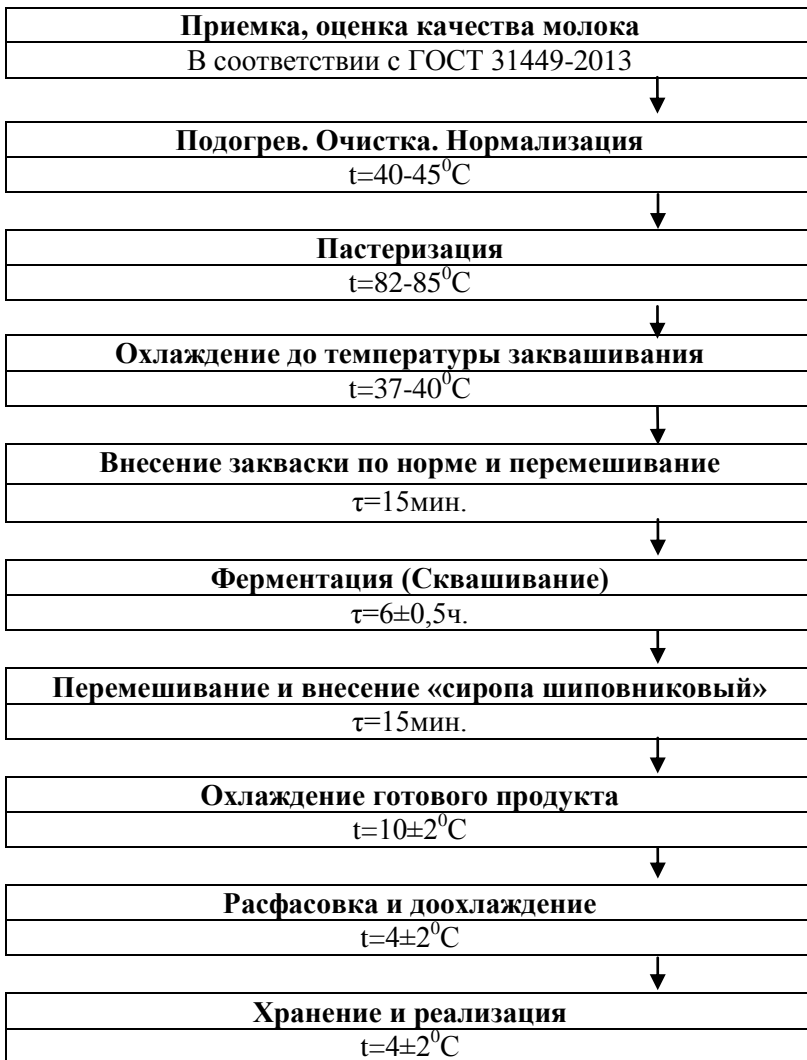 Приемка, оценка качества молока
В соответствии с ГОСТ 31449-2013
Подогрев. Очистка. Нормализация
t=40-45⁰С
Пастеризация
t=82-85⁰С
Охлаждение до температуры заквашивания
t=37-40⁰С
Внесение закваски по норме и перемешивание
τ=15мин.
Ферментация (Сквашивание)
τ=6±0,5ч.
Перемешивание и внесение «сиропа шиповниковый»
τ=15мин.
Охлаждение готового продукта
t=10±2⁰С
Расфасовка и доохлаждение
t=4±2⁰С
Хранение и реализация
t=4±2⁰С